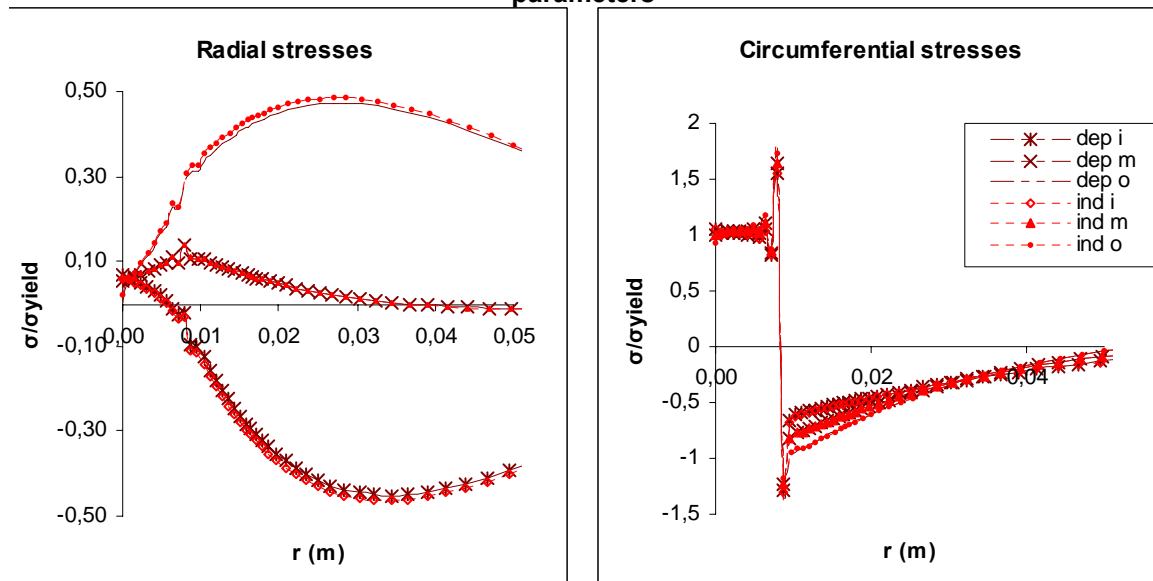 parameters
Radial stresses
0,50
0,30
0,10
0,00
0,01
0,02
0,03
0,04
0,05
-0,10
-0,30
-0,50
σ/σyield
r (m)
Circumferential stresses
2
1,5
1
0,5
0
0,00
0,02
0,04
-0,5
-1
-1,5
σ/σyield
r (m)
dep i
dep m
dep o
ind i
ind m
ind o